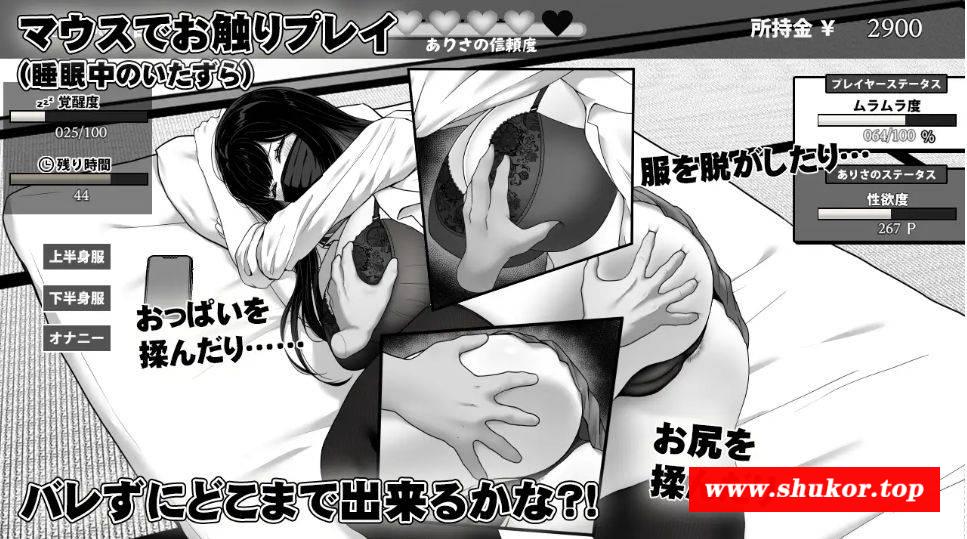 マウスでお触りプレイ
(睡眠中のいたずら)
ありさの信頼度
所持金 ¥ 2900
zzz 覚醒度
025/100
残り時間
44
プレイヤーステータス
ムラムラ度
064/100 %
ありさのステータス
性欲度
267 P
服を脱がしたり…
上半身服
下半身服
オナニー
おっぱいを
揉んだり……
お尻を
揉
www.shukor.top
バレずにどこまで出来るかな?!